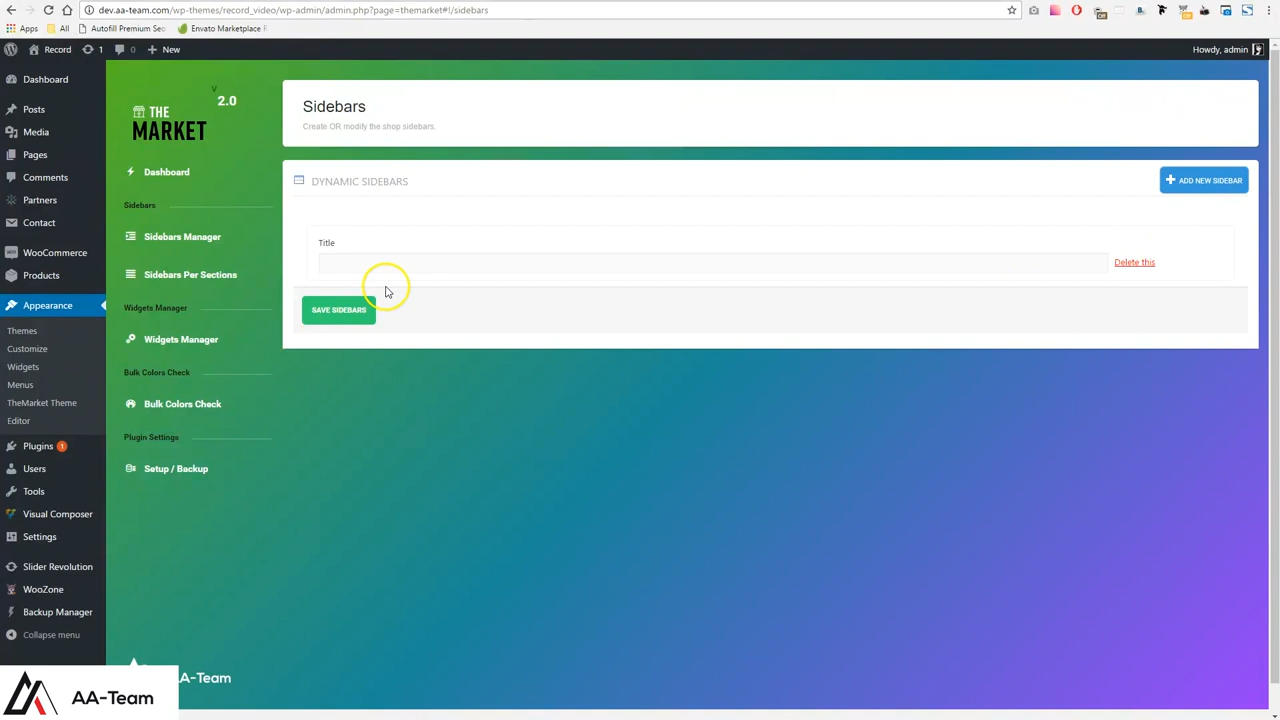 dev.aa-team.com/wp-themes/record_video/wp-admin/admin.php?page=themarket#!/sidebars
Apps
All
Autofill Premium Seo
Envato Marketplace R
Record
1
0
New
Howdy, admin
Dashboard
Posts
Media
Pages
Comments
Partners
Contact
WooCommerce
Products
Appearance
Themes
Customize
Widgets
Menus
TheMarket Theme
Editor
Plugins 1
Users
Tools
Visual Composer
Settings
Slider Revolution
WooZone
Backup Manager
Collapse menu
V
2.0
THE
MARKET
Dashboard
Sidebars
Sidebars Manager
Sidebars Per Sections
Widgets Manager
Widgets Manager
Bulk Colors Check
Bulk Colors Check
Plugin Settings
Setup / Backup
Sidebars
Create OR modify the shop sidebars.
DYNAMIC SIDEBARS
ADD NEW SIDEBAR
Title
Delete this
SAVE SIDEBARS
A-Team
AA-Team